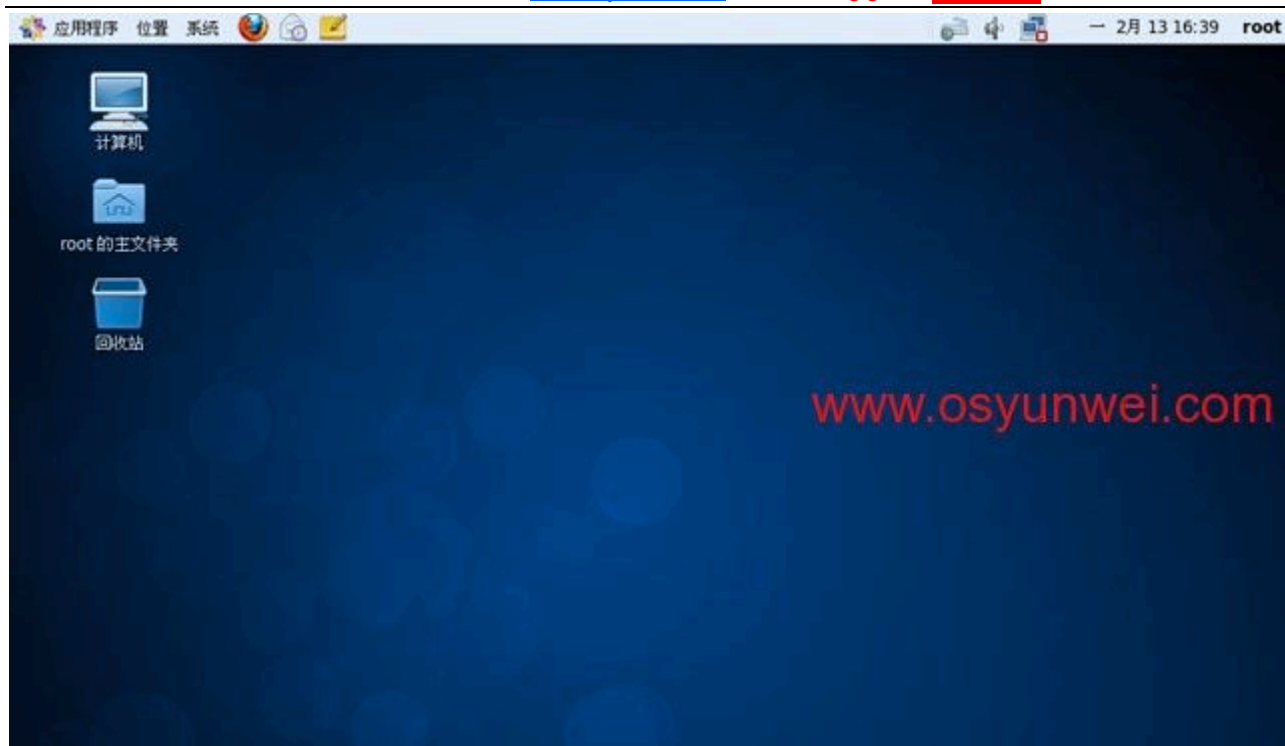 应用程序 位置 系统 一 2月 13 16:39 root
计算机
root 的主文件夹
回收站
www.osyunwei.com